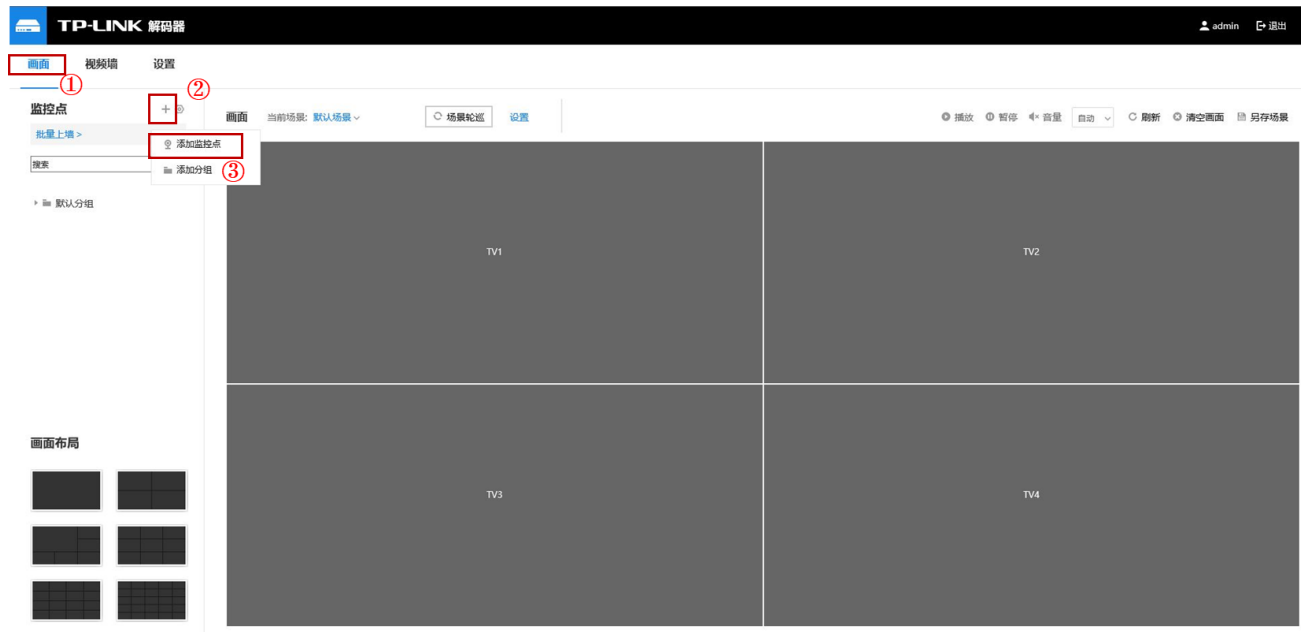 TP-LINK 解码器
admin 退出
画面 视频墙 设置
① ②
监控点
画面 当前场景: 默认场景 场景轮巡 设置 播放 暂停 音量 自动 刷新 清空画面 另存场景
批量上墙 >
添加监控点
搜索
添加分组 ③
默认分组
TV1 TV2
画面布局
TV3 TV4